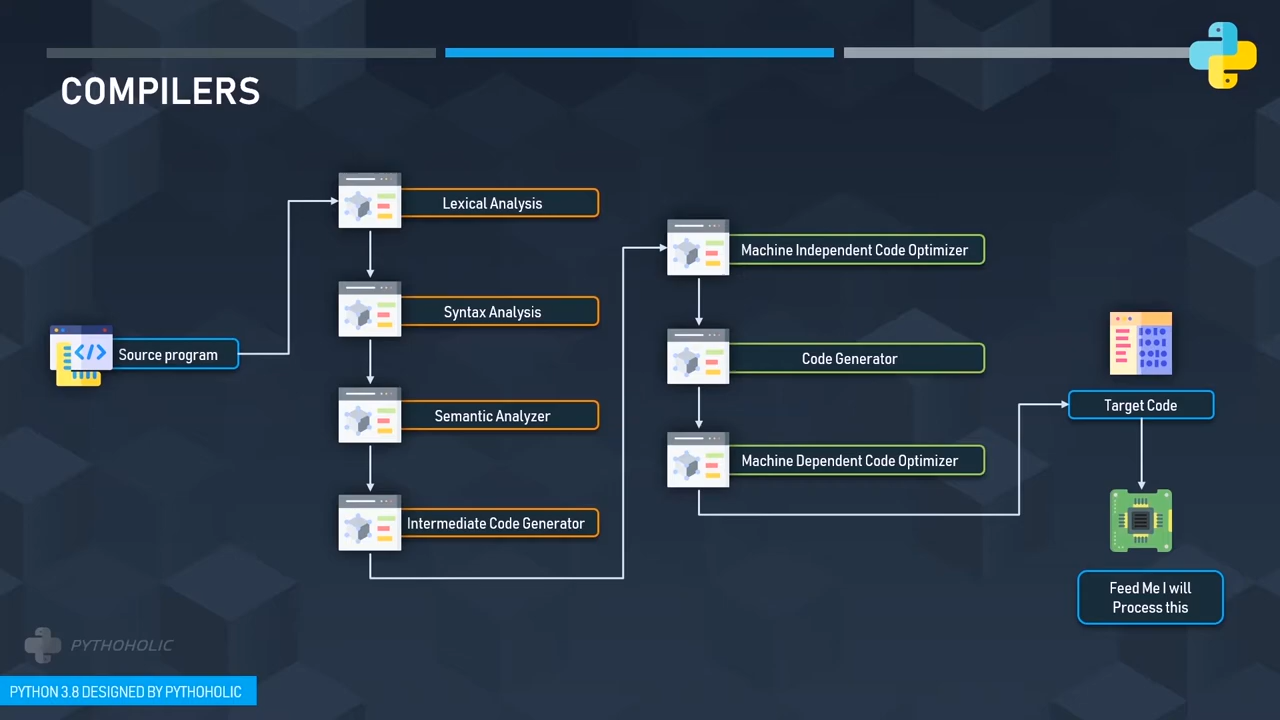 COMPILERS
Source program
Lexical Analysis
Syntax Analysis
Semantic Analyzer
Intermediate Code Generator
Machine Independent Code Optimizer
Code Generator
Machine Dependent Code Optimizer
Target Code
Feed Me I will
Process this
PYTHOHOLIC
PYTHON 3.8 DESIGNED BY PYTHOHOLIC